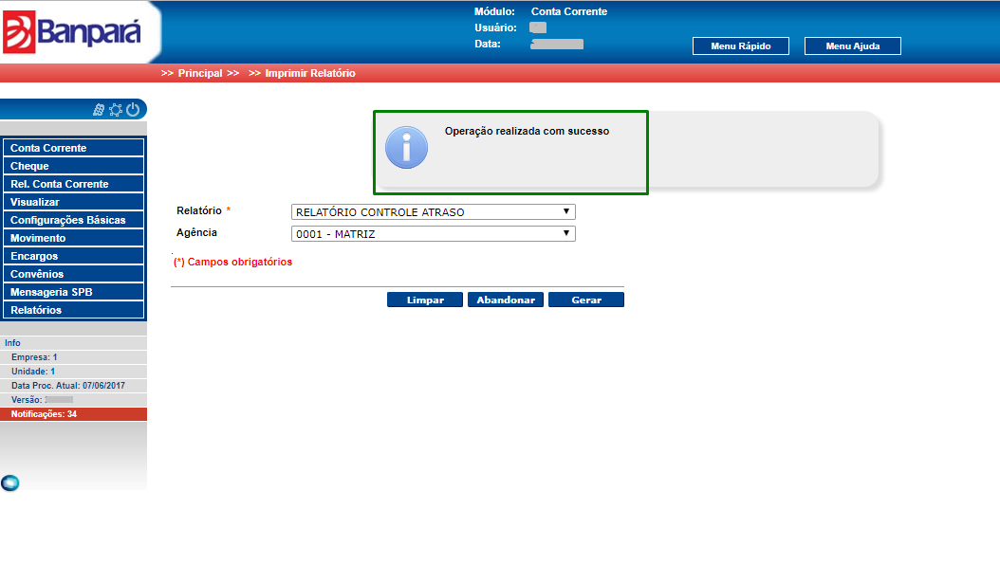 Banpará
Módulo: Conta Corrente
Usuário:
Data:
Menu Rápido
Menu Ajuda
>> Principal >> >> Imprimir Relatório
Operação realizada com sucesso
Conta Corrente
Cheque
Rel. Conta Corrente
Visualizar
Configurações Básicas
Movimento
Encargos
Convênios
Mensageria SPB
Relatórios
Relatório * RELATÓRIO CONTROLE ATRASO
Agência 0001 - MATRIZ
(*) Campos obrigatórios
Limpar Abandonar Gerar
Info
Empresa: 1
Unidade: 1
Data Proc. Atual: 07/06/2017
Versão:
Notificações: 34